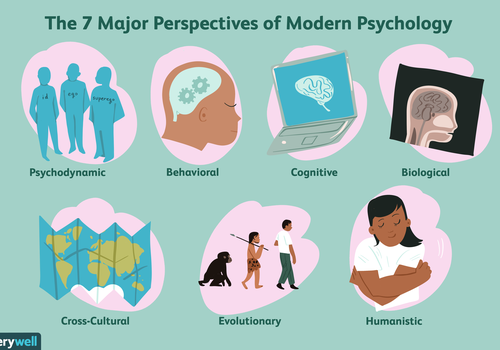 The 7 Major Perspectives of Modern Psychology
id
ego
superego
Psychodynamic
Behavioral
Cognitive
Biological
Cross-Cultural
Evolutionary
Humanistic
erywell